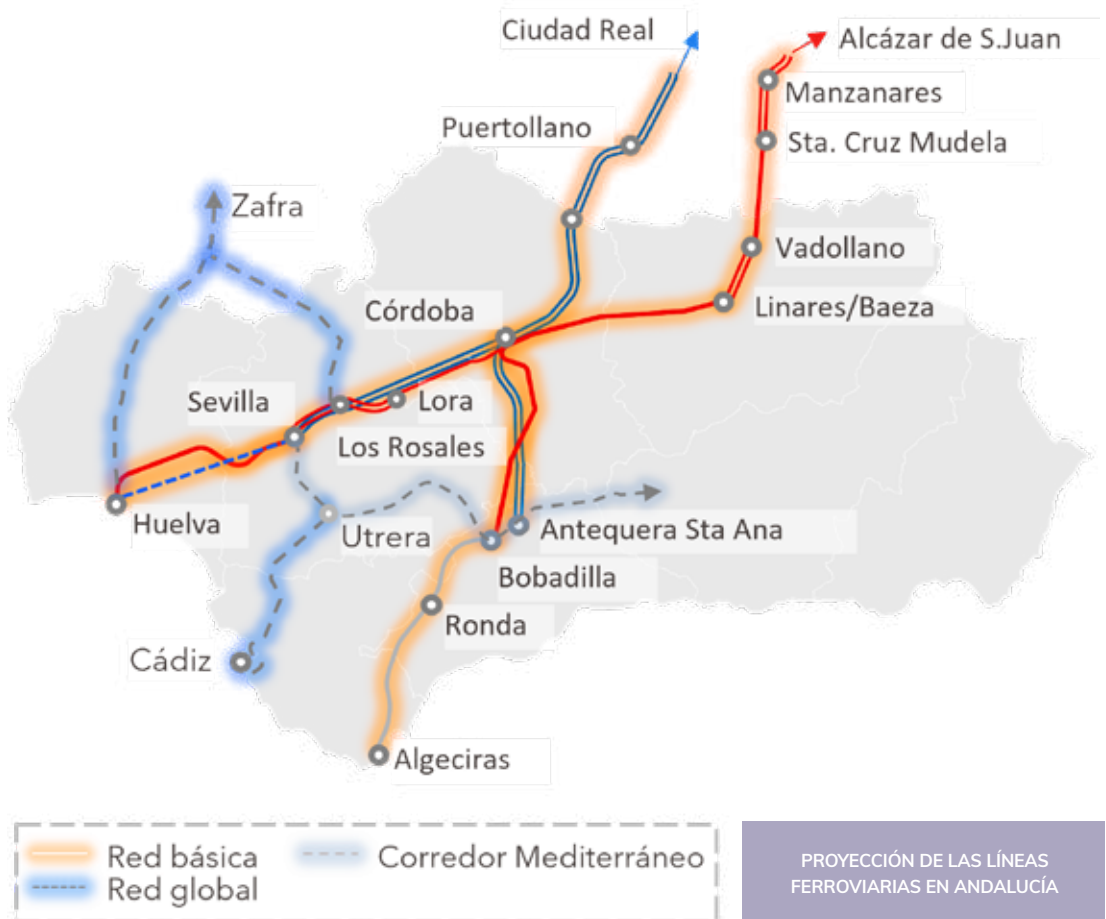 Ciudad Real
Alcázar de S.Juan
Manzanares
Puertollano
Sta. Cruz Mudela
Zafra
Vadollano
Córdoba
Linares/Baeza
Sevilla
Lora
Los Rosales
Huelva
Utrera
Antequera Sta Ana
Bobadilla
Ronda
Cádiz
Algeciras
Red básica
Corredor Mediterráneo
Red global
PROYECCIÓN DE LAS LÍNEAS
FERROVIARIAS EN ANDALUCÍA